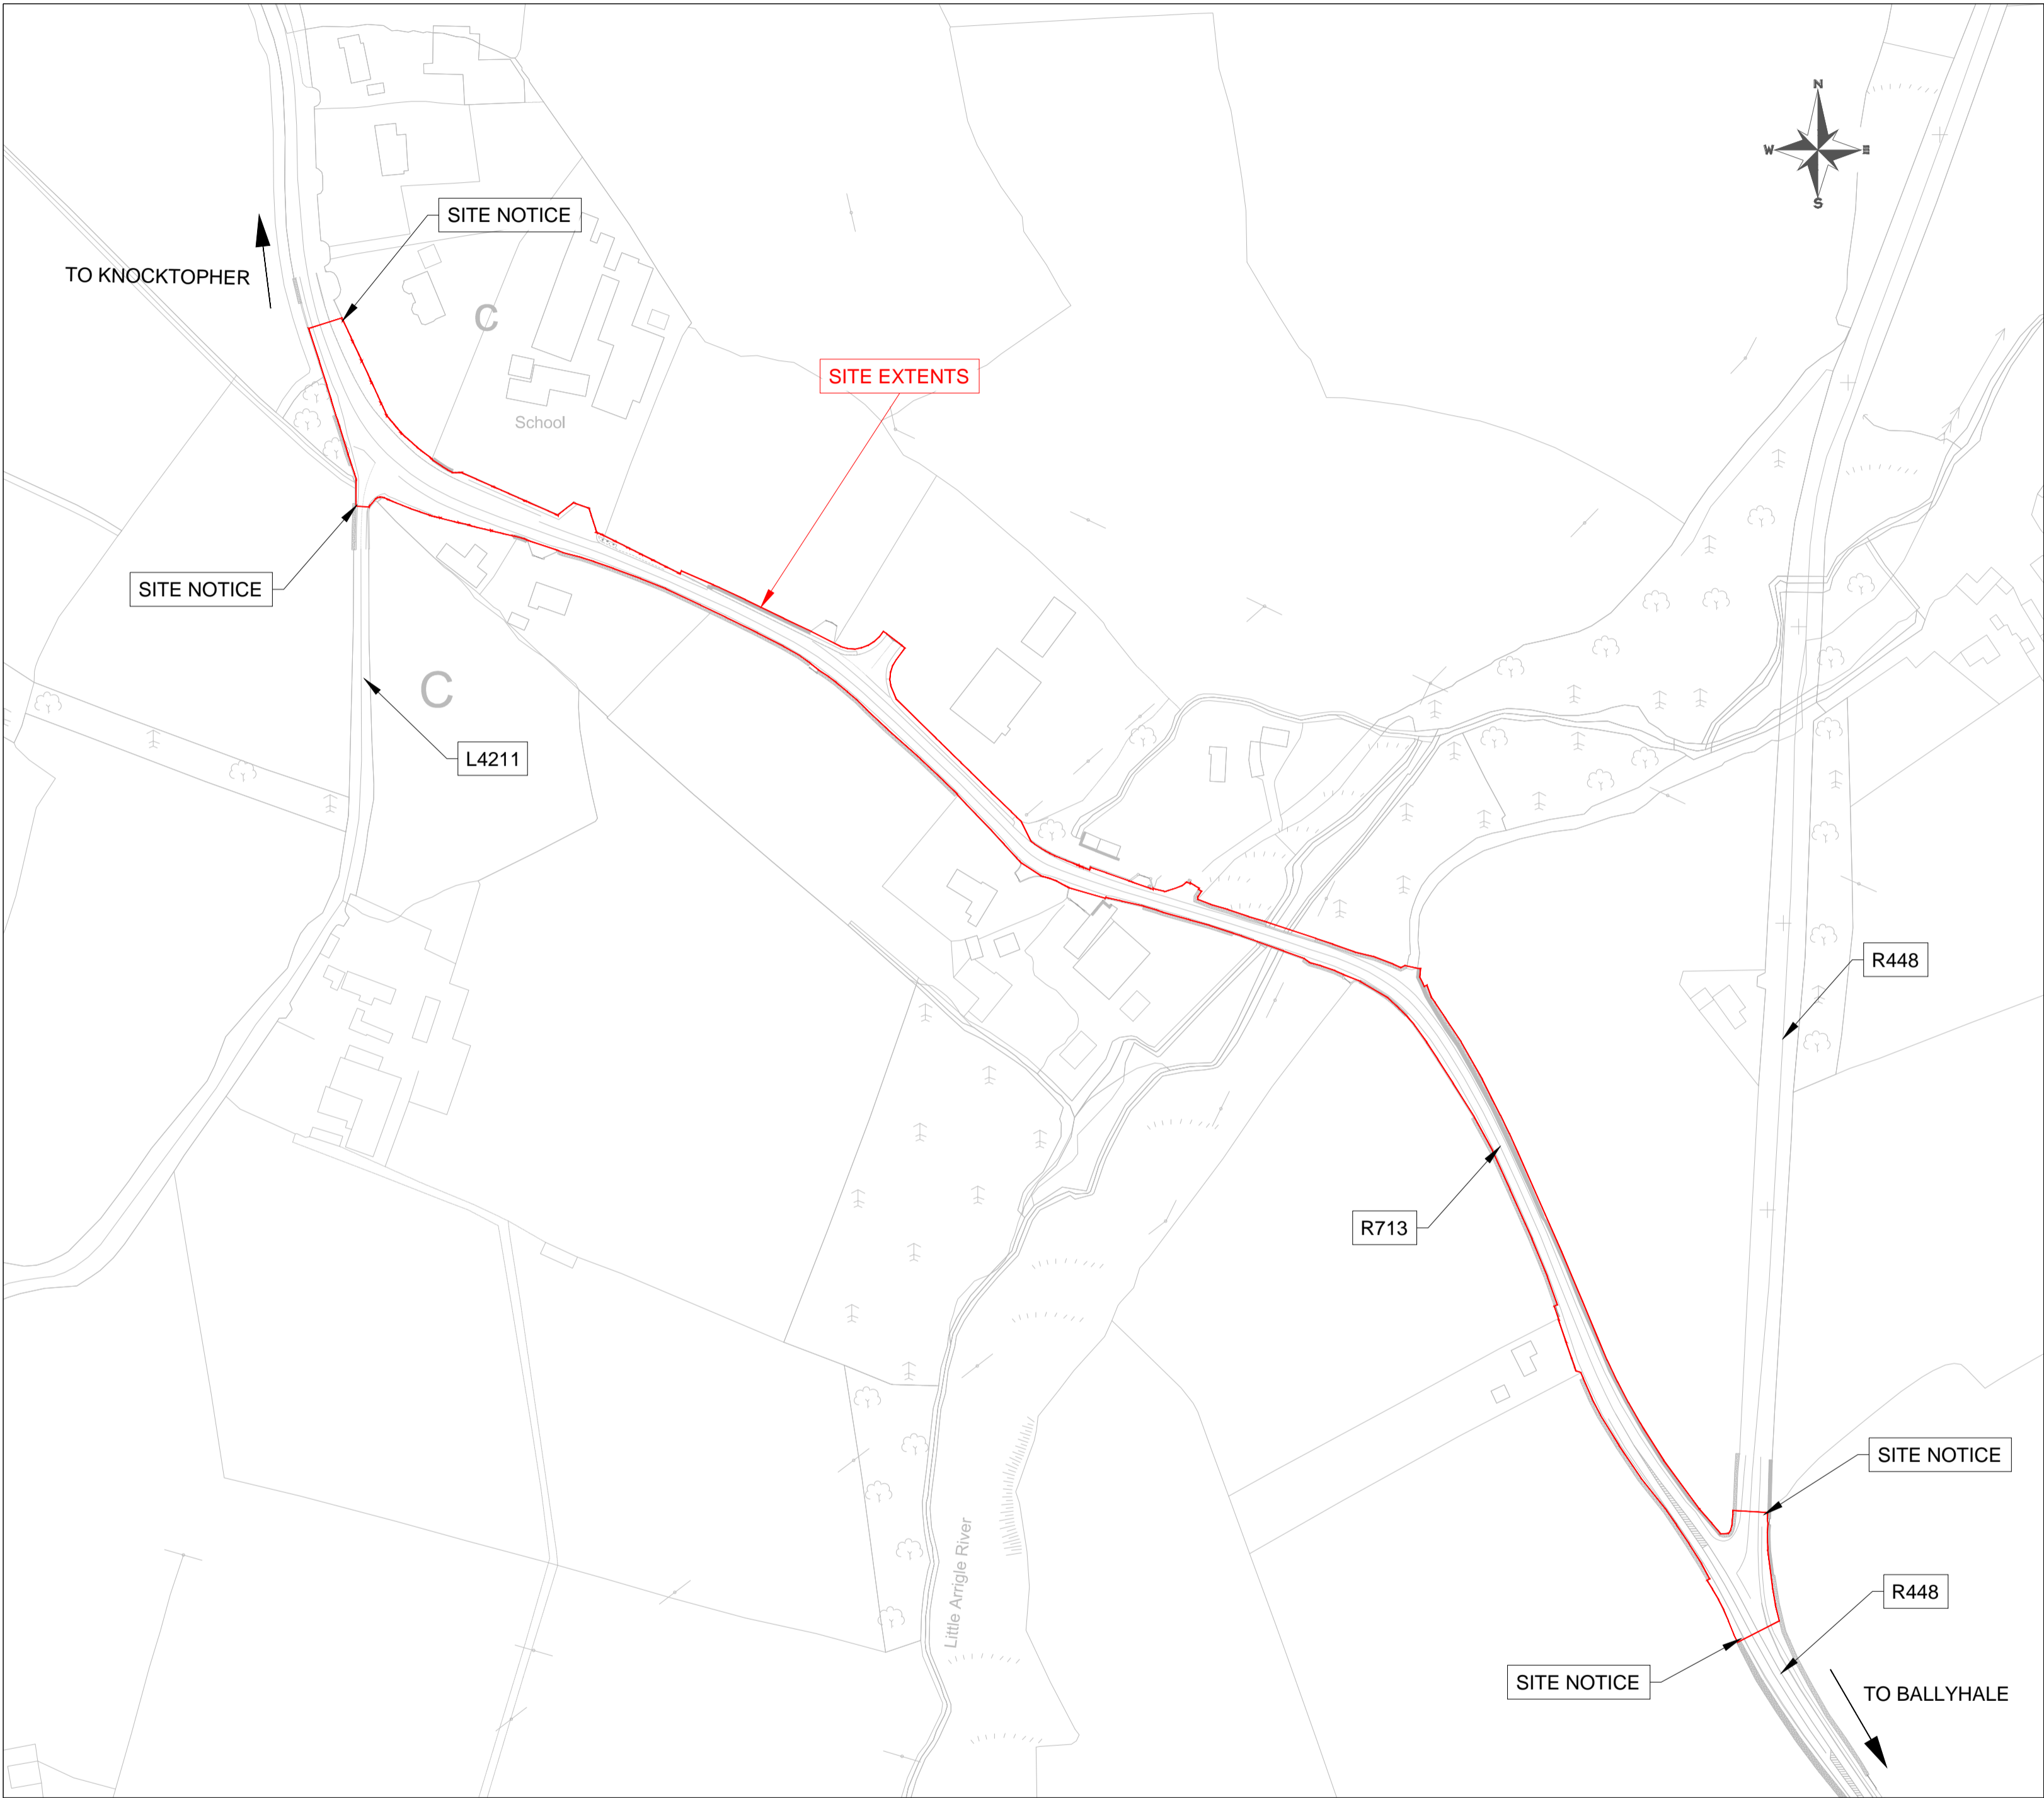 N
W
E
S
SITE NOTICE
TO KNOCKTOPHER
C
SITE EXTENTS
School
SITE NOTICE
C
L4211
R448
R713
SITE NOTICE
Little Arrigle River
R448
SITE NOTICE
TO BALLYHALE